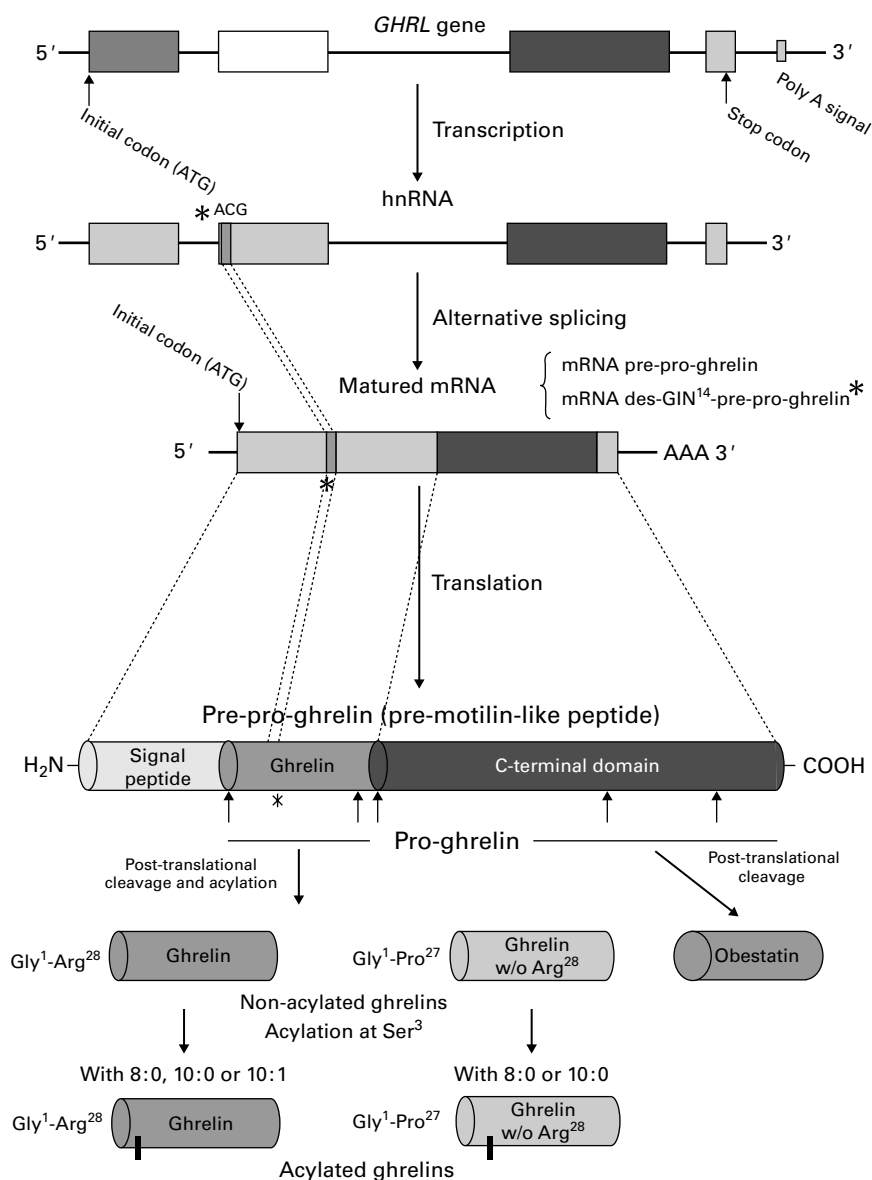 GHRL gene
5′
3′
Initial codon (ATG)
Stop codon
Poly A signal
Transcription
hnRNA
* ACG
5′
3′
Initial codon (ATG)
Alternative splicing
Matured mRNA
mRNA pre-pro-ghrelin
mRNA des-GIN¹⁴-pre-pro-ghrelin*
5′
AAA 3′
*
Translation
Pre-pro-ghrelin (pre-motilin-like peptide)
H₂N
Signal
peptide
Ghrelin
C-terminal domain
COOH
*
Pro-ghrelin
Post-translational
cleavage and acylation
Post-translational
cleavage
Gly¹-Arg²⁸
Ghrelin
Gly¹-Pro²⁷
Ghrelin
w/o Arg²⁸
Obestatin
Non-acylated ghrelins
Acylation at Ser³
With 8:0, 10:0 or 10:1
With 8:0 or 10:0
Gly¹-Arg²⁸
Ghrelin
Gly¹-Pro²⁷
Ghrelin
w/o Arg²⁸
Acylated ghrelins